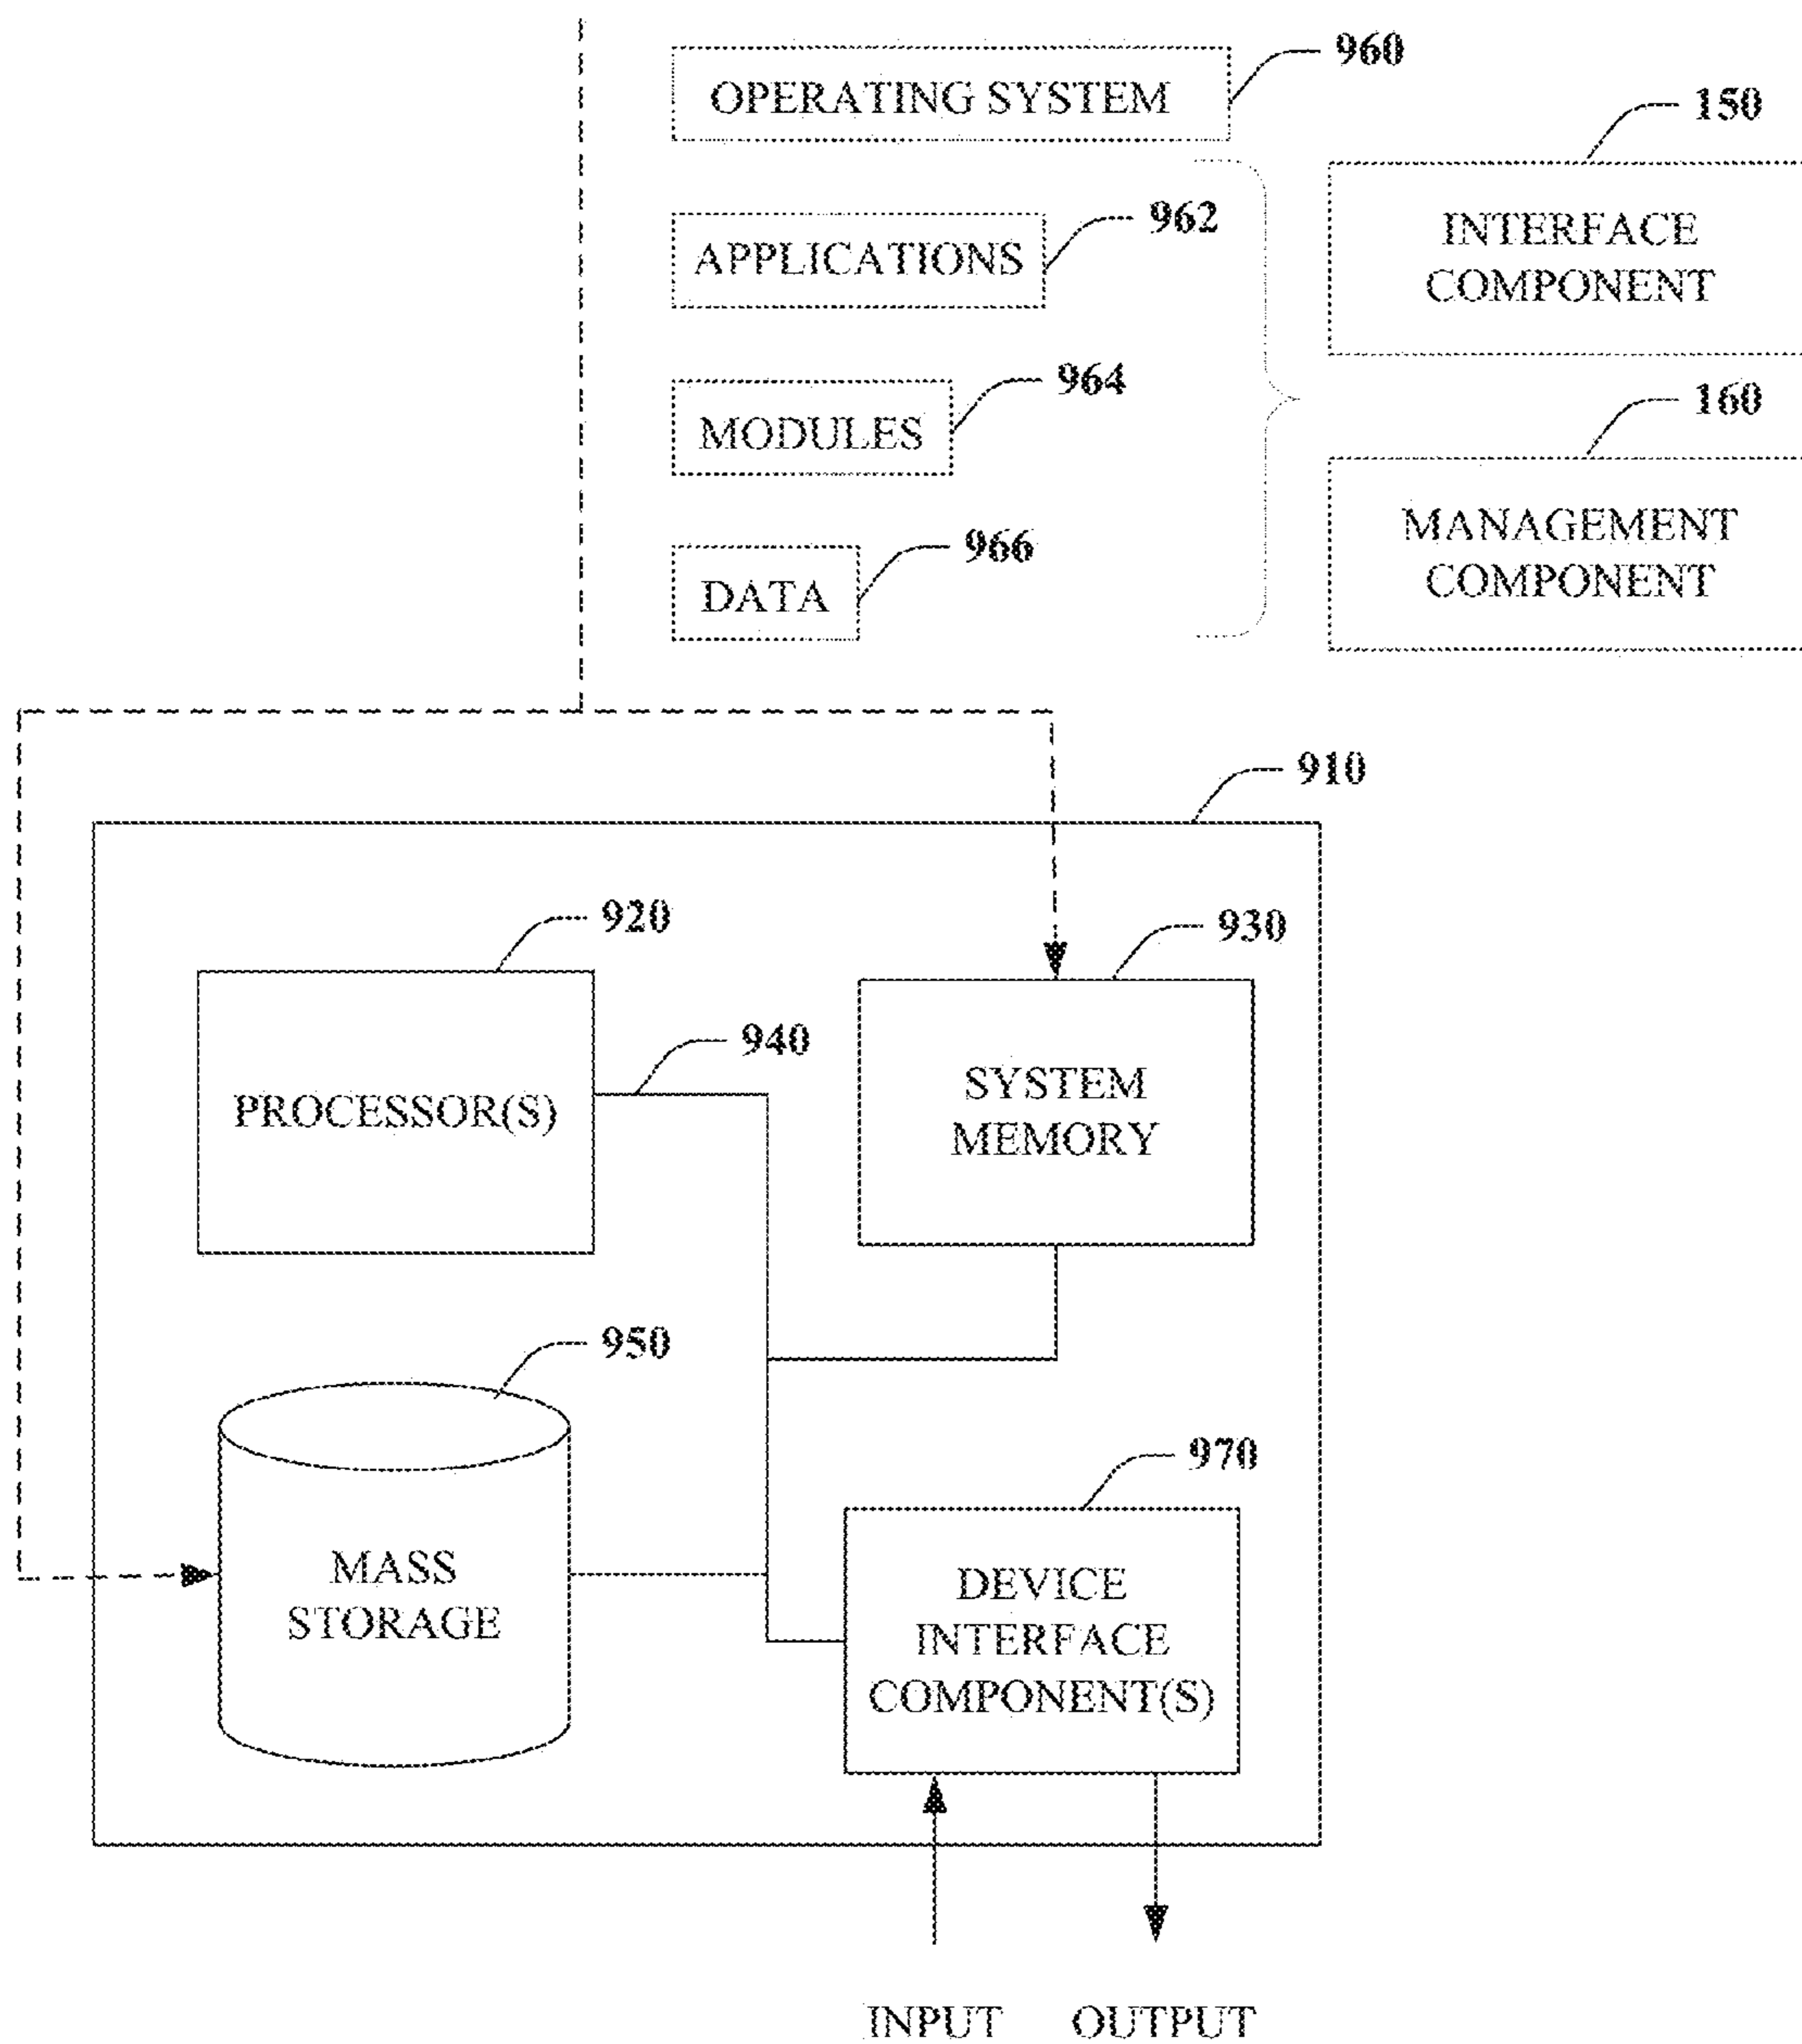 960
OPERATING SYSTEM
150
962
APPLICATIONS
INTERFACE
COMPONENT
964
MODULES
160
966
DATA
MANAGEMENT
COMPONENT
910
920
930
940
PROCESSOR(S)
SYSTEM
MEMORY
950
970
MASS
STORAGE
DEVICE
INTERFACE
COMPONENT(S)
INPUT
OUTPUT